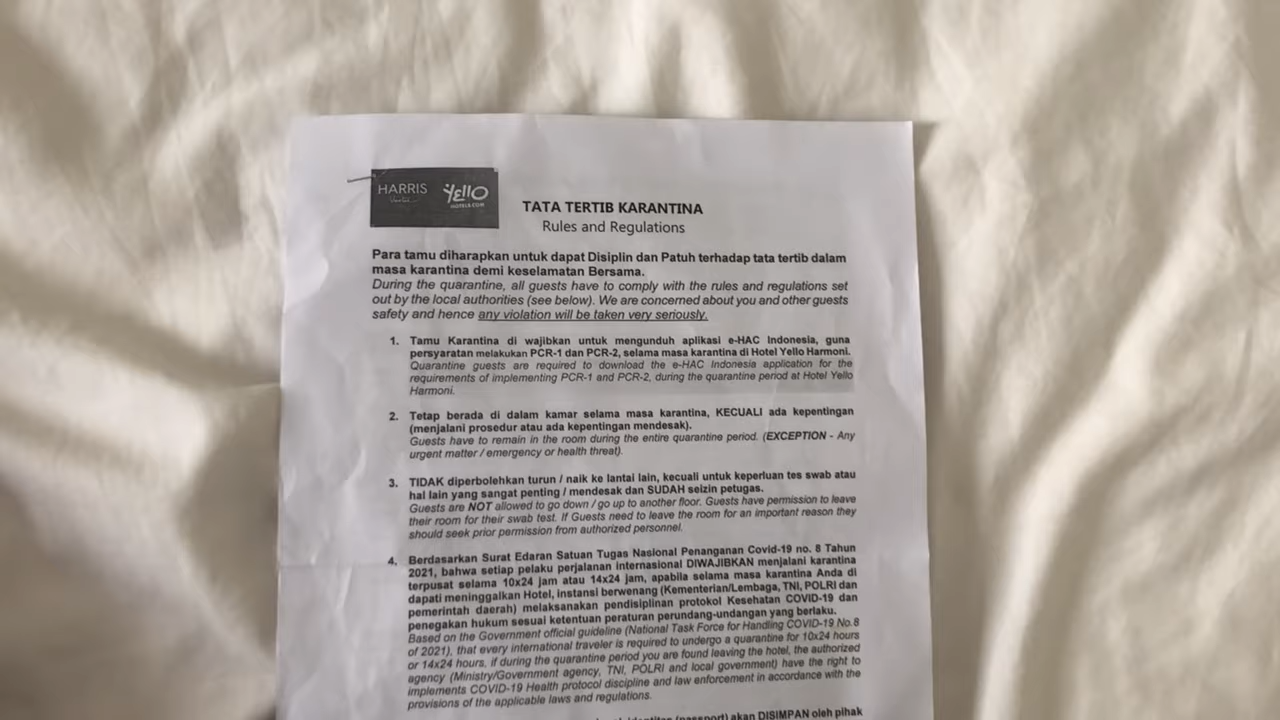 HARRIS
YELLO
HOTELS.COM
TATA TERTIB KARANTINA
Rules and Regulations
Para tamu diharapkan untuk dapat Disiplin dan Patuh terhadap tata tertib dalam
masa karantina demi keselamatan Bersama.
During the quarantine, all guests have to comply with the rules and regulations set
out by the local authorities (see below). We are concerned about you and other guests
safety and hence any violation will be taken very seriously.
1. Tamu Karantina di wajibkan untuk mengunduh aplikasi e-HAC Indonesia, guna
persyaratan melakukan PCR-1 dan PCR-2, selama masa karantina di Hotel Yello Harmoni.
Quarantine guests are required to download the e-HAC Indonesia application for the
requirements of implementing PCR-1 and PCR-2, during the quarantine period at Hotel Yello
Harmoni.
2. Tetap berada di dalam kamar selama masa karantina, KECUALI ada kepentingan
(menjalani prosedur atau ada kepentingan mendesak).
Guests have to remain in the room during the entire quarantine period. (EXCEPTION - Any
urgent matter / emergency or health threat).
3. TIDAK diperbolehkan turun / naik ke lantai lain, kecuali untuk keperluan tes swab atau
hal lain yang sangat penting / mendesak dan SUDAH seizin petugas.
Guests are NOT allowed to go down / go up to another floor. Guests have permission to leave
their room for their swab test. If Guests need to leave the room for an important reason they
should seek prior permission from authorized personnel.
4. Berdasarkan Surat Edaran Satuan Tugas Nasional Penanganan Covid-19 no. 8 Tahun
2021, bahwa setiap pelaku perjalanan internasional DIWAJIBKAN menjalani karantina
terpusat selama 10x24 jam atau 14x24 jam, apabila selama masa karantina Anda di
dapati meninggalkan Hotel, instansi berwenang (Kementerian/Lembaga, TNI, POLRI dan
pemerintah daerah) melaksanakan pendisiplinan protokol Kesehatan COVID-19 dan
penegakan hukum sesuai ketentuan peraturan perundang-undangan yang berlaku.
Based on the Government official guideline (National Task Force for Handling COVID-19 No.8
of 2021), that every international traveler is required to undergo a quarantine for 10x24 hours
or 14x24 hours, if during the quarantine period you are found leaving the hotel, the authorized
agency (Ministry/Government agency, TNI, POLRI and local government) have the right to
implements COVID-19 Health protocol discipline and law enforcement in accordance with the
provisions of the applicable laws and regulations.
(passport) akan DISIMPAN oleh pihak